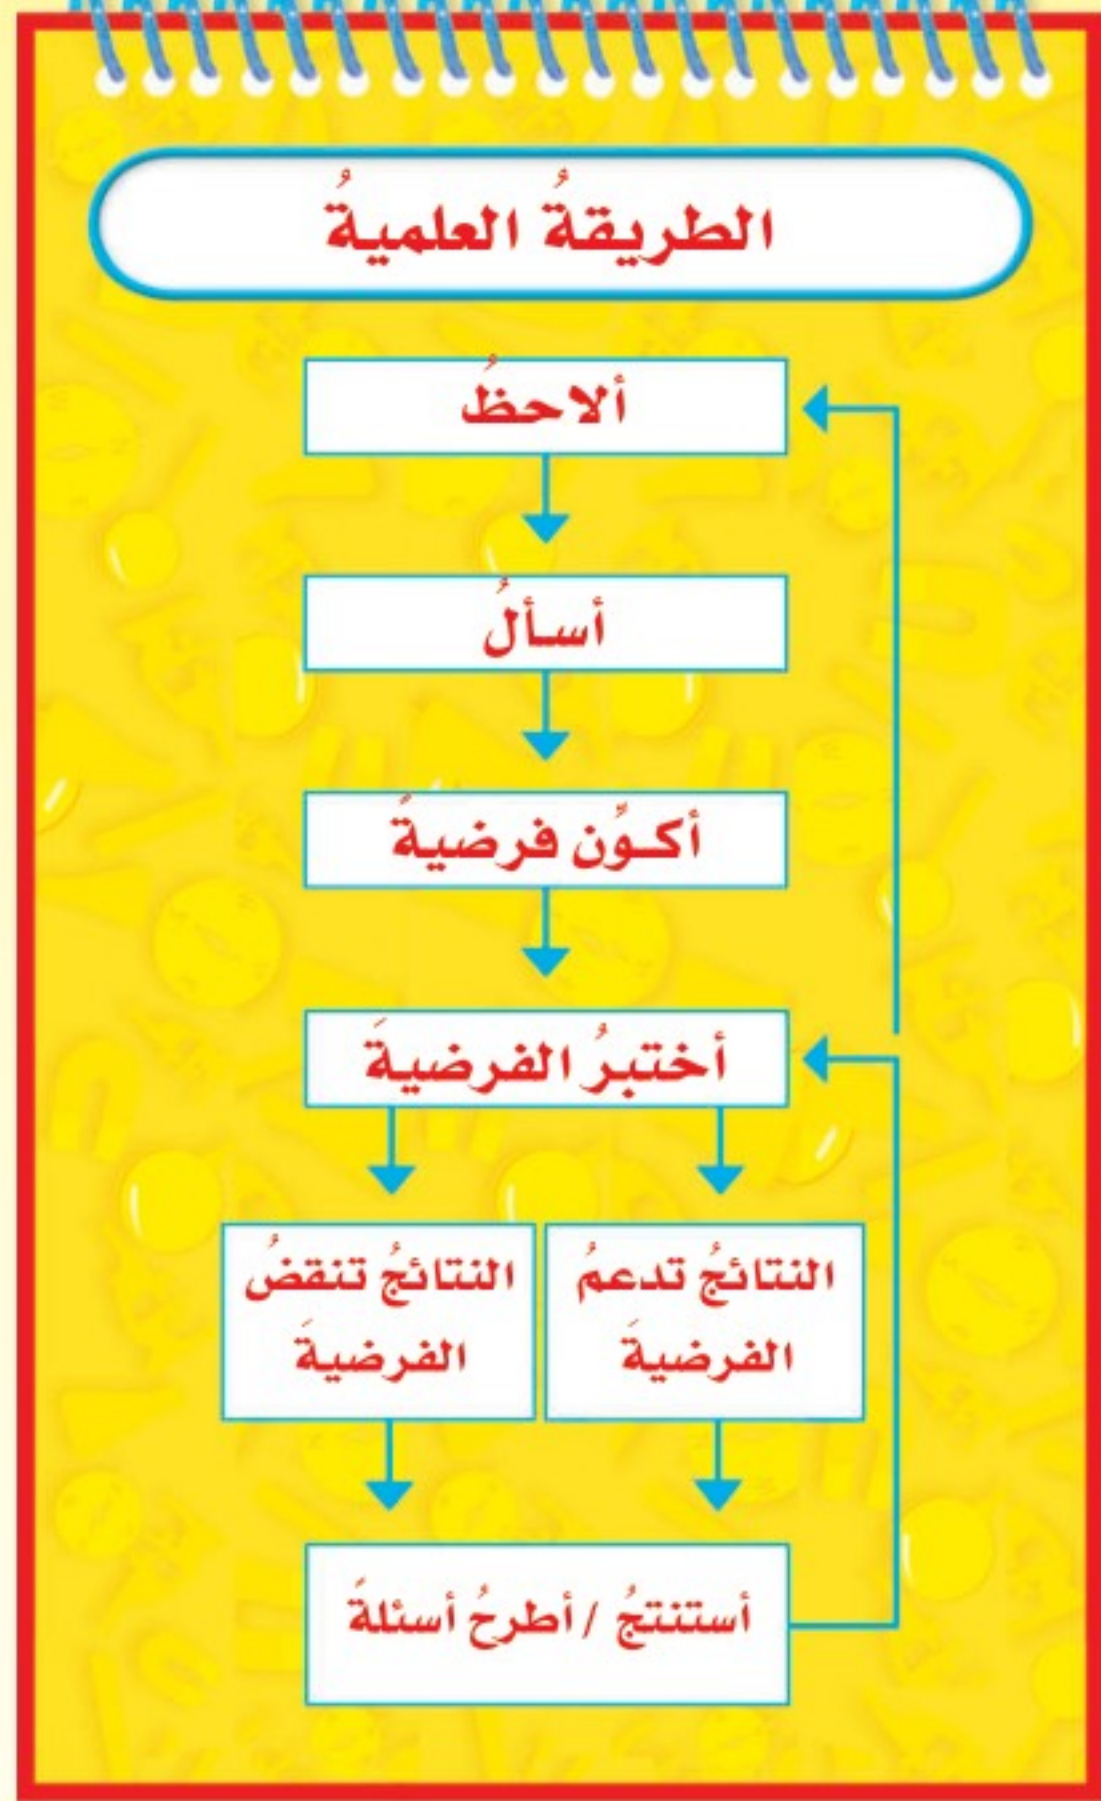 الطريقةُ العلميةُ
ألاحظُ
أسألُ
أكوِّن فرضيةً
أختبرُ الفرضيةَ
النتائجُ تدعمُ
الفرضيةَ
النتائجُ تنقضُ
الفرضيةَ
أستنتجُ / أطرحُ أسئلةً